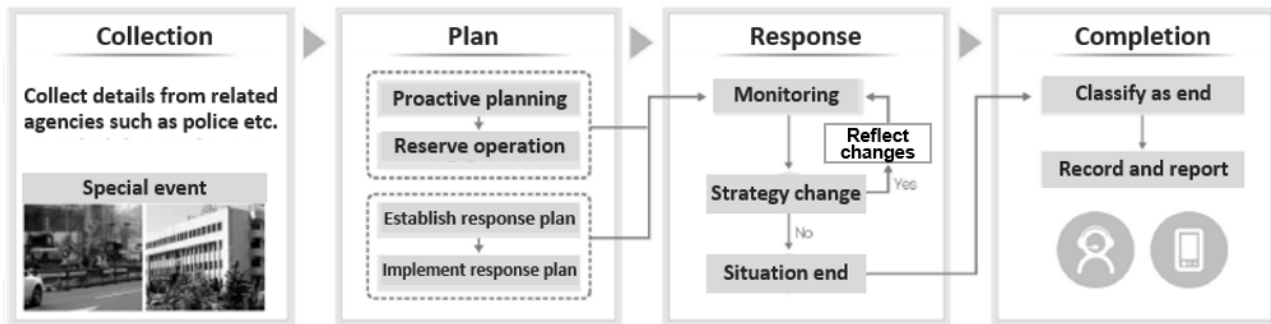 Collection
Collect details from related
agencies such as police etc.
Special event
Plan
Proactive planning
Reserve operation
Establish response plan
Implement response plan
Response
Monitoring
Reflect
changes
Strategy change
Yes
No
Situation end
Completion
Classify as end
Record and report